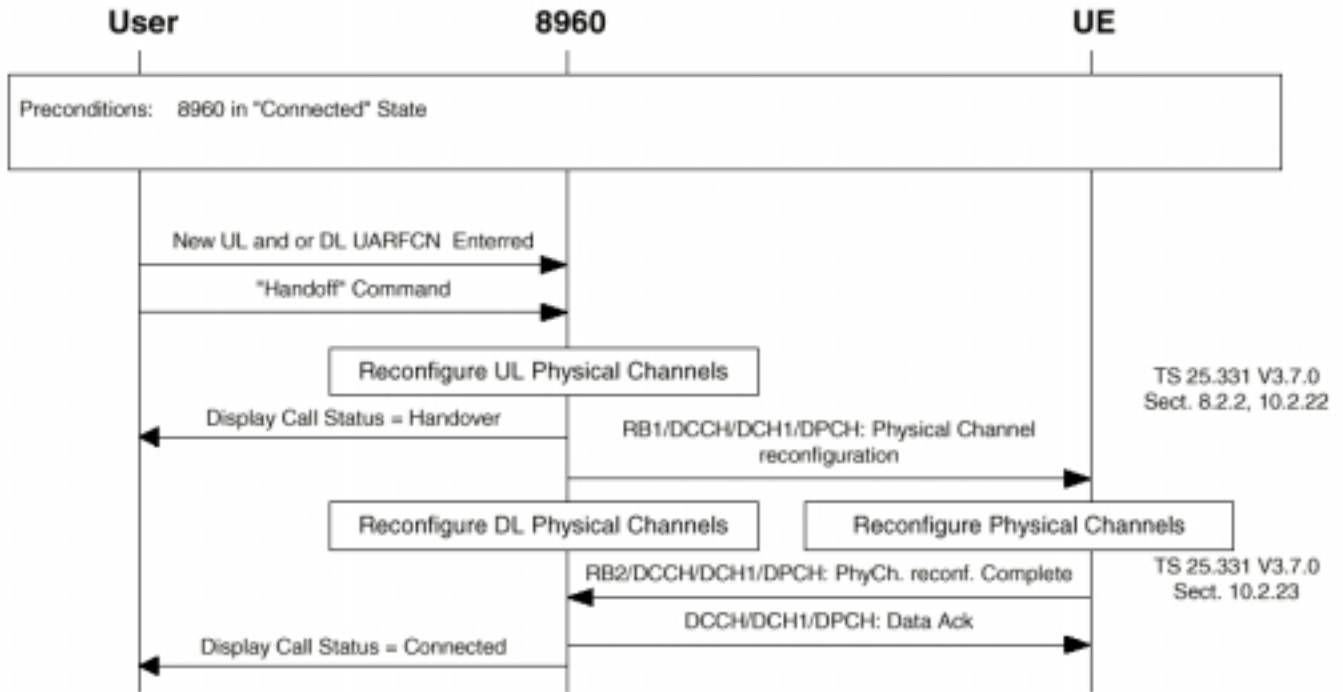 User 8960 UE
Preconditions: 8960 in "Connected" State
New UL and or DL UARFCN Enterred
"Handoff" Command
Reconfigure UL Physical Channels
TS 25.331 V3.7.0
Sect. 8.2.2, 10.2.22
Display Call Status = Handover
RB1/DCCH/DCH1/DPCH: Physical Channel
reconfiguration
Reconfigure DL Physical Channels
Reconfigure Physical Channels
RB2/DCCH/DCH1/DPCH: PhyCh. reconf. Complete
TS 25.331 V3.7.0
Sect. 10.2.23
DCCH/DCH1/DPCH: Data Ack
Display Call Status = Connected